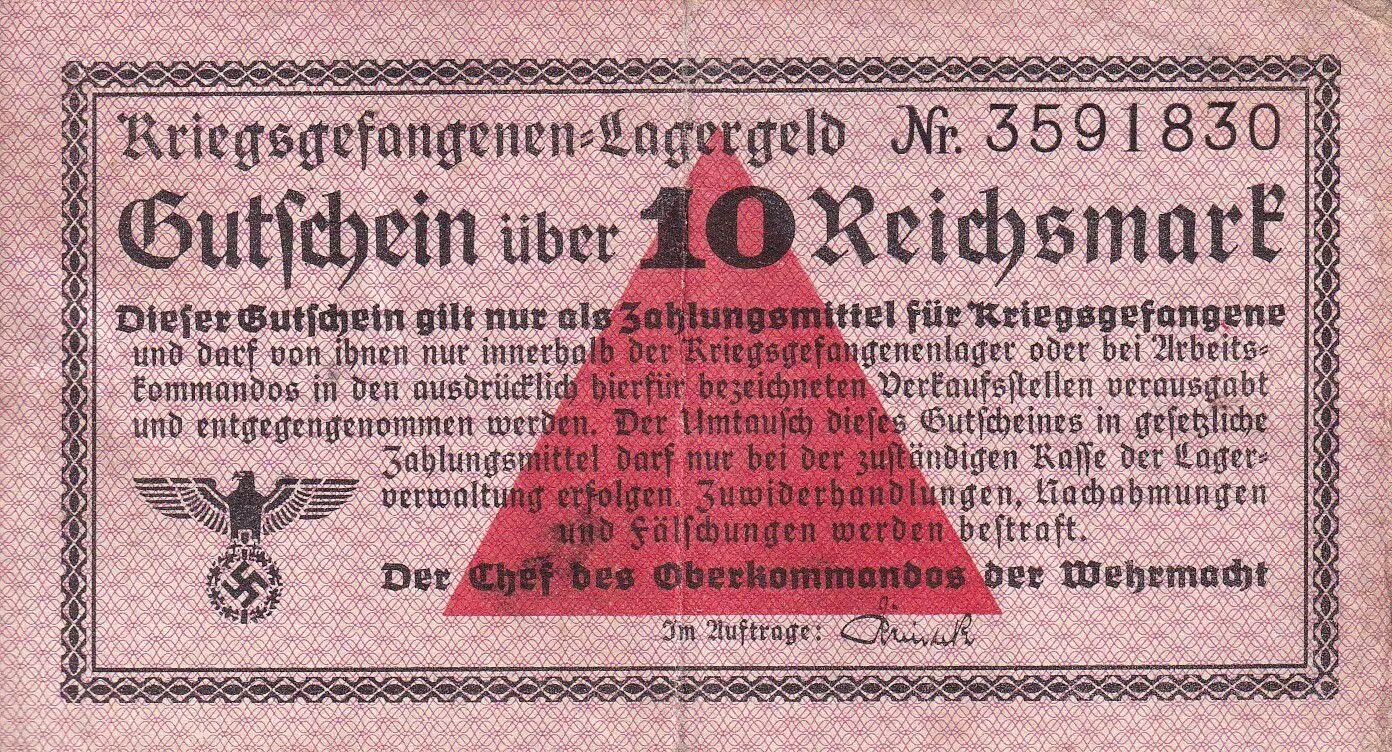 Kriegsgefangenen-Lagergeld Nr. 3591830
Gutschein über 10 Reichsmark
Dieser Gutschein gilt nur als Zahlungsmittel für Kriegsgefangene
und darf von ihnen nur innerhalb der Kriegsgefangenenlager oder bei Arbeits-
kommandos in den ausdrücklich hierfür bezeichneten Verkaufsstellen verausgabt
und entgegengenommen werden. Der Umtausch dieses Gutscheines in gesetzliche
Zahlungsmittel darf nur bei der zuständigen Kasse der Lager-
verwaltung erfolgen. Zuwiderhandlungen, Nachahmungen
und Fälschungen werden bestraft.
Der Chef des Oberkommandos der Wehrmacht
Im Auftrage: